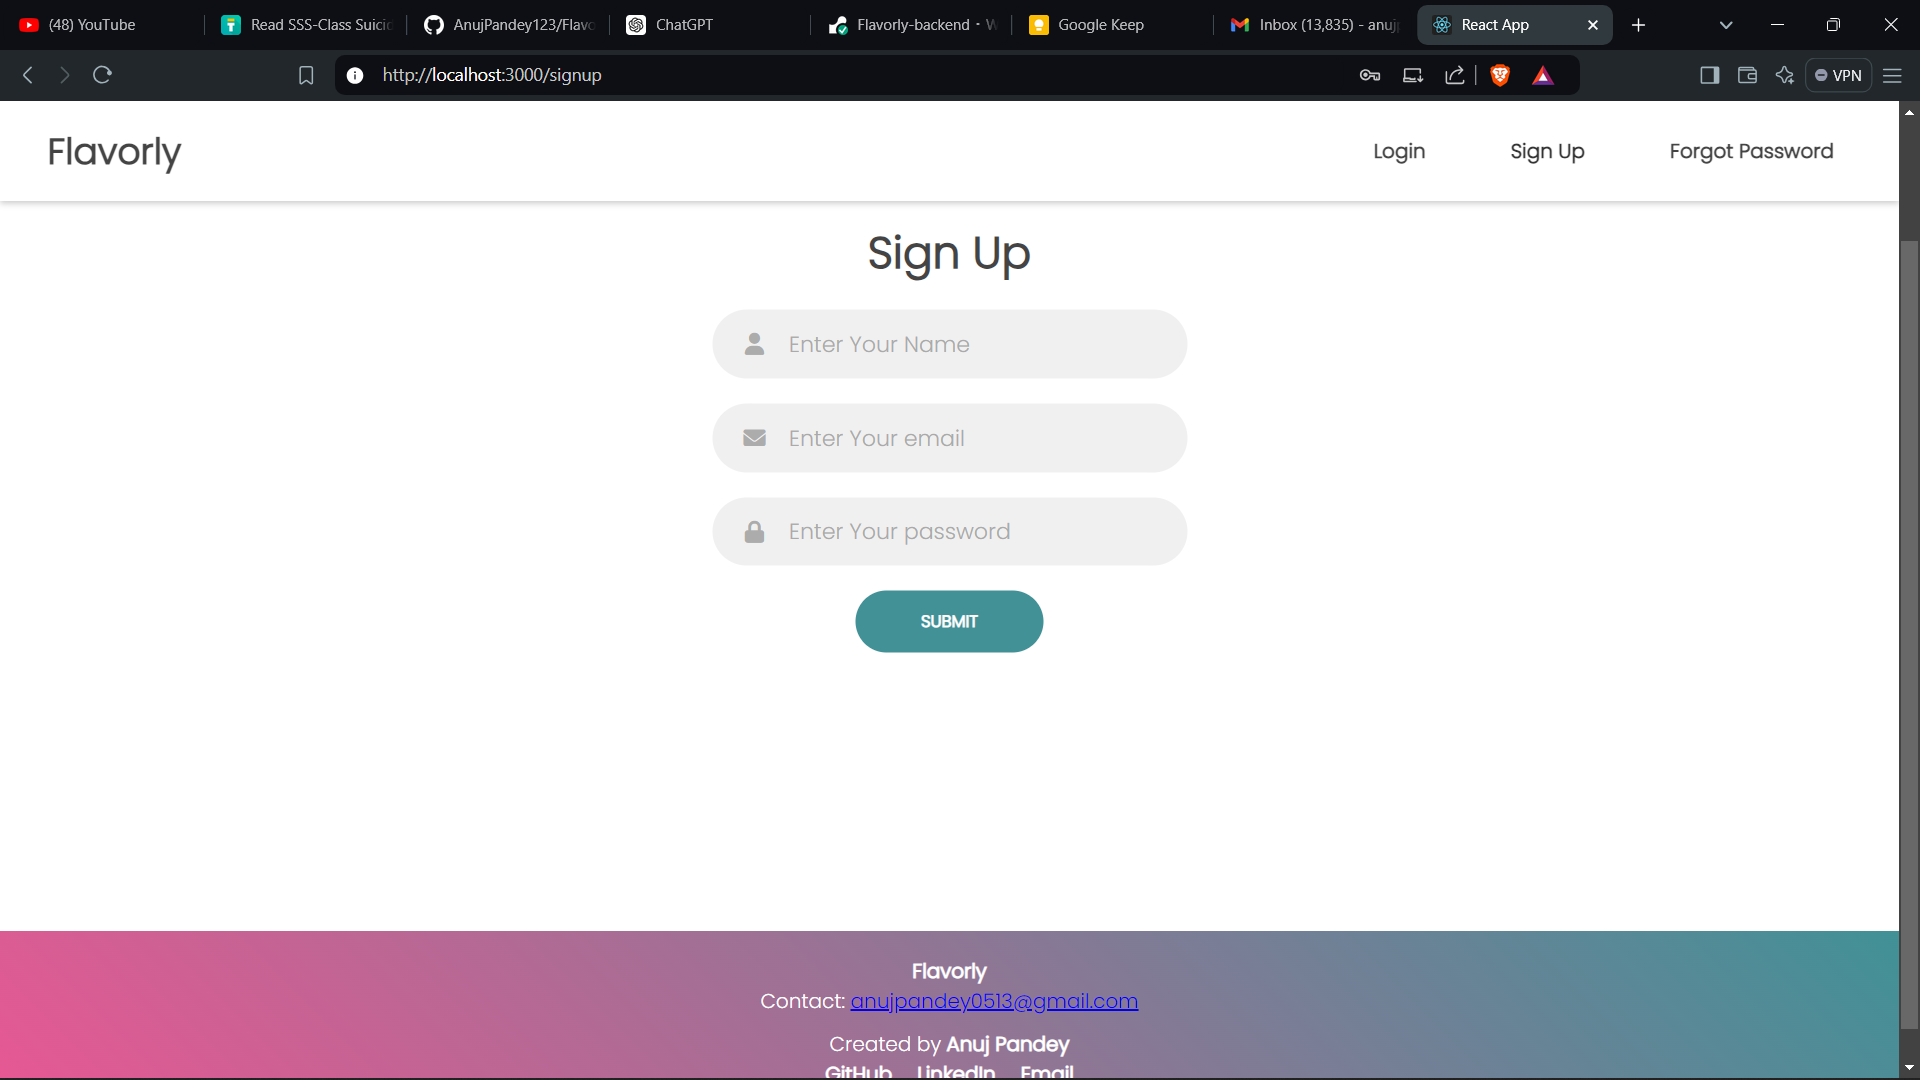 (48) YouTube
Read SSS-Class Suicid
AnujPandey123/Flavo
ChatGPT
Flavorly-backend · W
Google Keep
Inbox (13,835) - anuj
React App
http://localhost:3000/signup
VPN
Flavorly
Login
Sign Up
Forgot Password
Sign Up
Enter Your Name
Enter Your email
Enter Your password
SUBMIT
Flavorly
Contact: anujpandey0513@gmail.com
Created by Anuj Pandey
GitHub LinkedIn Email